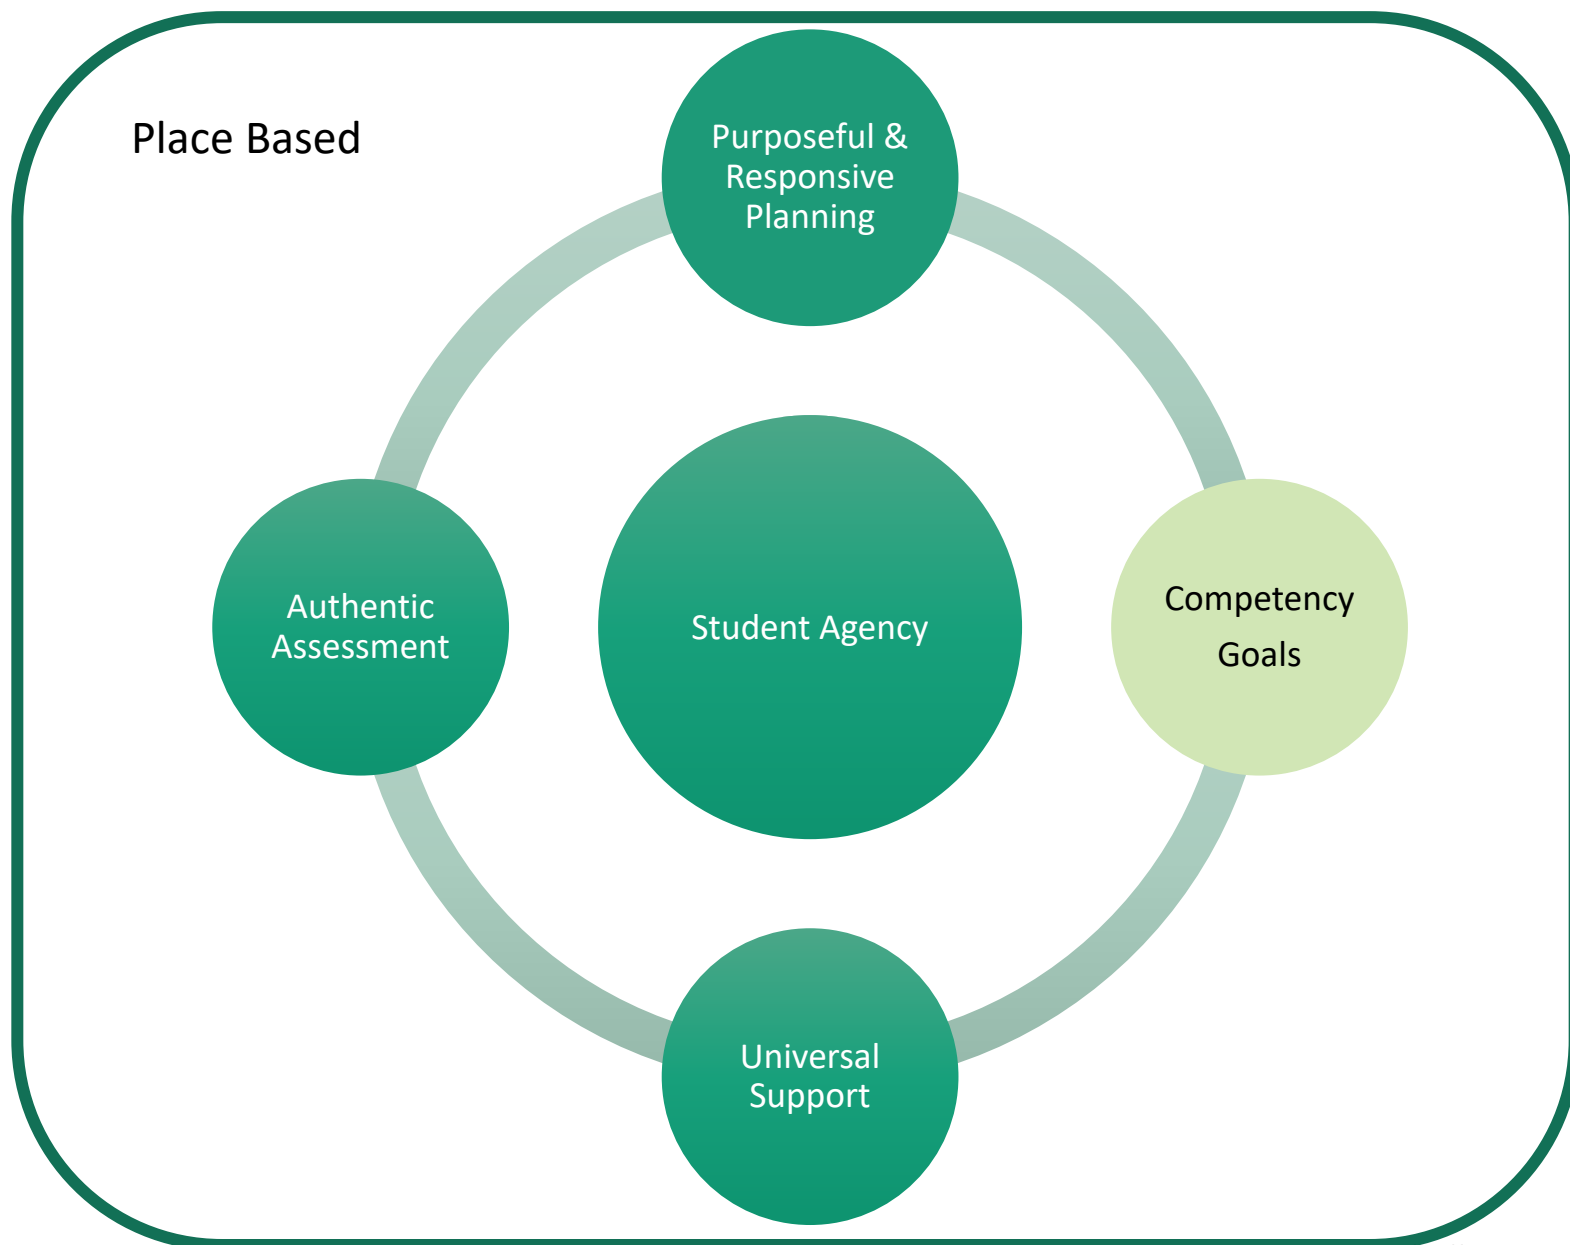 Place Based
Purposeful &
Responsive
Planning
Authentic
Assessment
Student Agency
Competency
Goals
Universal
Support